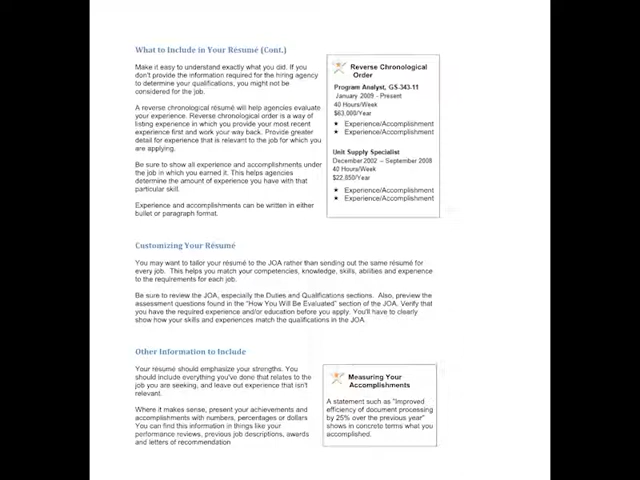 What to Include in Your Résumé (Cont.)
Make it easy to understand exactly what you did. If you
don't provide the information required for the hiring agency
to determine your qualifications, you might not be
considered for the job.
A reverse chronological résumé will help agencies evaluate
your experience. Reverse chronological order is a way of
listing experience in which you provide your most recent
experience first and work your way back. Provide greater
detail for experience that is relevant to the job for which you
are applying.
Be sure to show all experience and accomplishments under
the job in which you earned it. This helps agencies
determine the amount of experience you have with that
particular skill.
Experience and accomplishments can be written in either
bullet or paragraph format.
Reverse Chronological
Order
Program Analyst, GS-343-11
January 2009 - Present
40 Hours/Week
$63,000/Year
Experience/Accomplishment
Experience/Accomplishment
Unit Supply Specialist
December 2002 – September 2008
40 Hours/Week
$22,850/Year
Experience/Accomplishment
Experience/Accomplishment
Customizing Your Résumé
You may want to tailor your résumé to the JOA rather than sending out the same résumé for
every job. This helps you match your competencies, knowledge, skills, abilities and experience
to the requirements for each job.
Be sure to review the JOA, especially the Duties and Qualifications sections. Also, preview the
assessment questions found in the "How You Will Be Evaluated" section of the JOA. Verify that
you have the required experience and/or education before you apply. You'll have to clearly
show how your skills and experiences match the qualifications in the JOA
Other Information to Include
Your résumé should emphasize your strengths. You
should include everything you've done that relates to the
job you are seeking, and leave out experience that isn't
relevant.
Where it makes sense, present your achievements and
accomplishments with numbers, percentages or dollars
You can find this information in things like your
performance reviews, previous job descriptions, awards
and letters of recommendation
Measuring Your
Accomplishments
A statement such as "Improved
efficiency of document processing
by 25% over the previous year"
shows in concrete terms what you
accomplished.